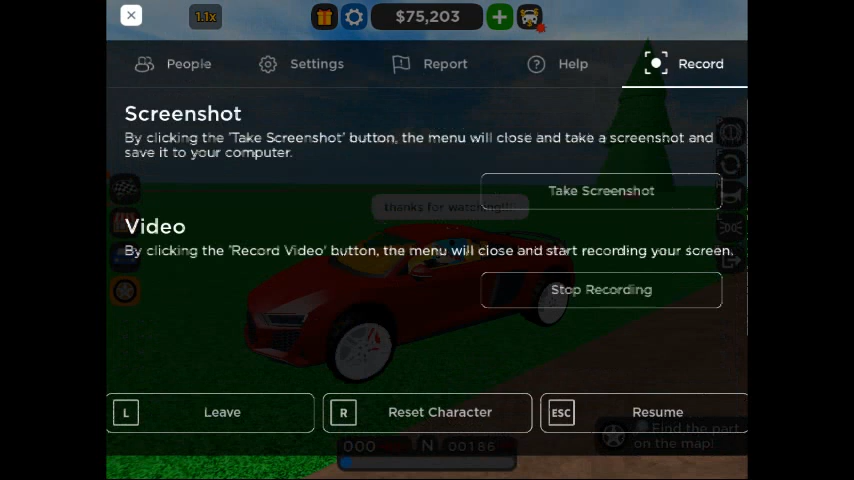 1.1x
$75,203
People
Settings
Report
Help
Record
Screenshot
By clicking the 'Take Screenshot' button, the menu will close and take a screenshot and
save it to your computer.
Take Screenshot
thanks for watching!!!
Video
By clicking the 'Record Video' button, the menu will close and start recording your screen.
Stop Recording
L
Leave
R
Reset Character
ESC
Resume
Find the part
on the map!
000
N
00186